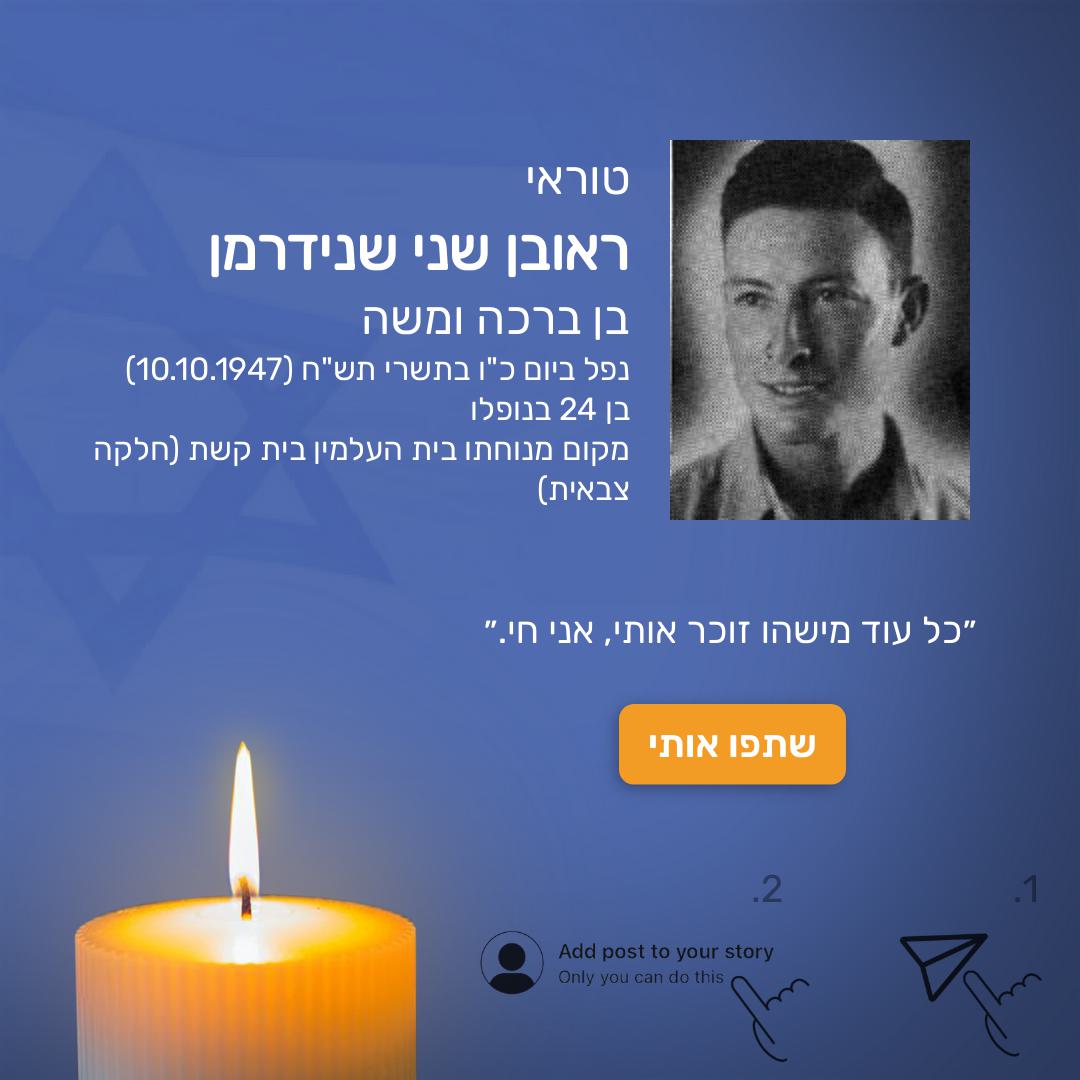 טוראי
ראובן שני שנידרמן
בן ברכה ומשה
נפל ביום כ"ו בתשרי תש"ח (10.10.1947)
בן 24 בנופלו
מקום מנוחתו בית העלמין בית קשת (חלקה
צבאית)
״כל עוד מישהו זוכר אותי, אני חי.״
שתפו אותי
.1
.2
Add post to your story
Only you can do this